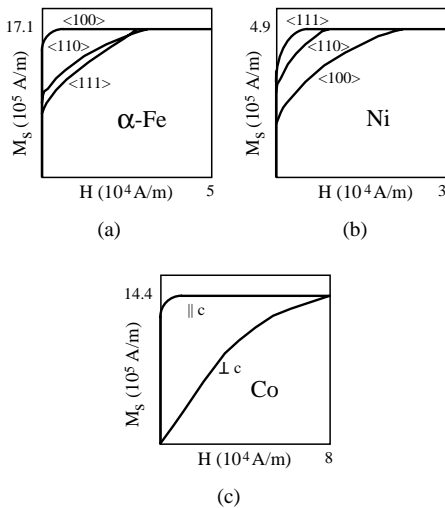 17.1
<100>
<110>
<111>
α-Fe
M_S (10^5 A/m)
H (10^4 A/m)
5
(a)
4.9
<111>
<110>
<100>
Ni
M_S (10^5 A/m)
H (10^4 A/m)
3
(b)
14.4
|| c
⊥ c
Co
M_S (10^5 A/m)
H (10^4 A/m)
8
(c)